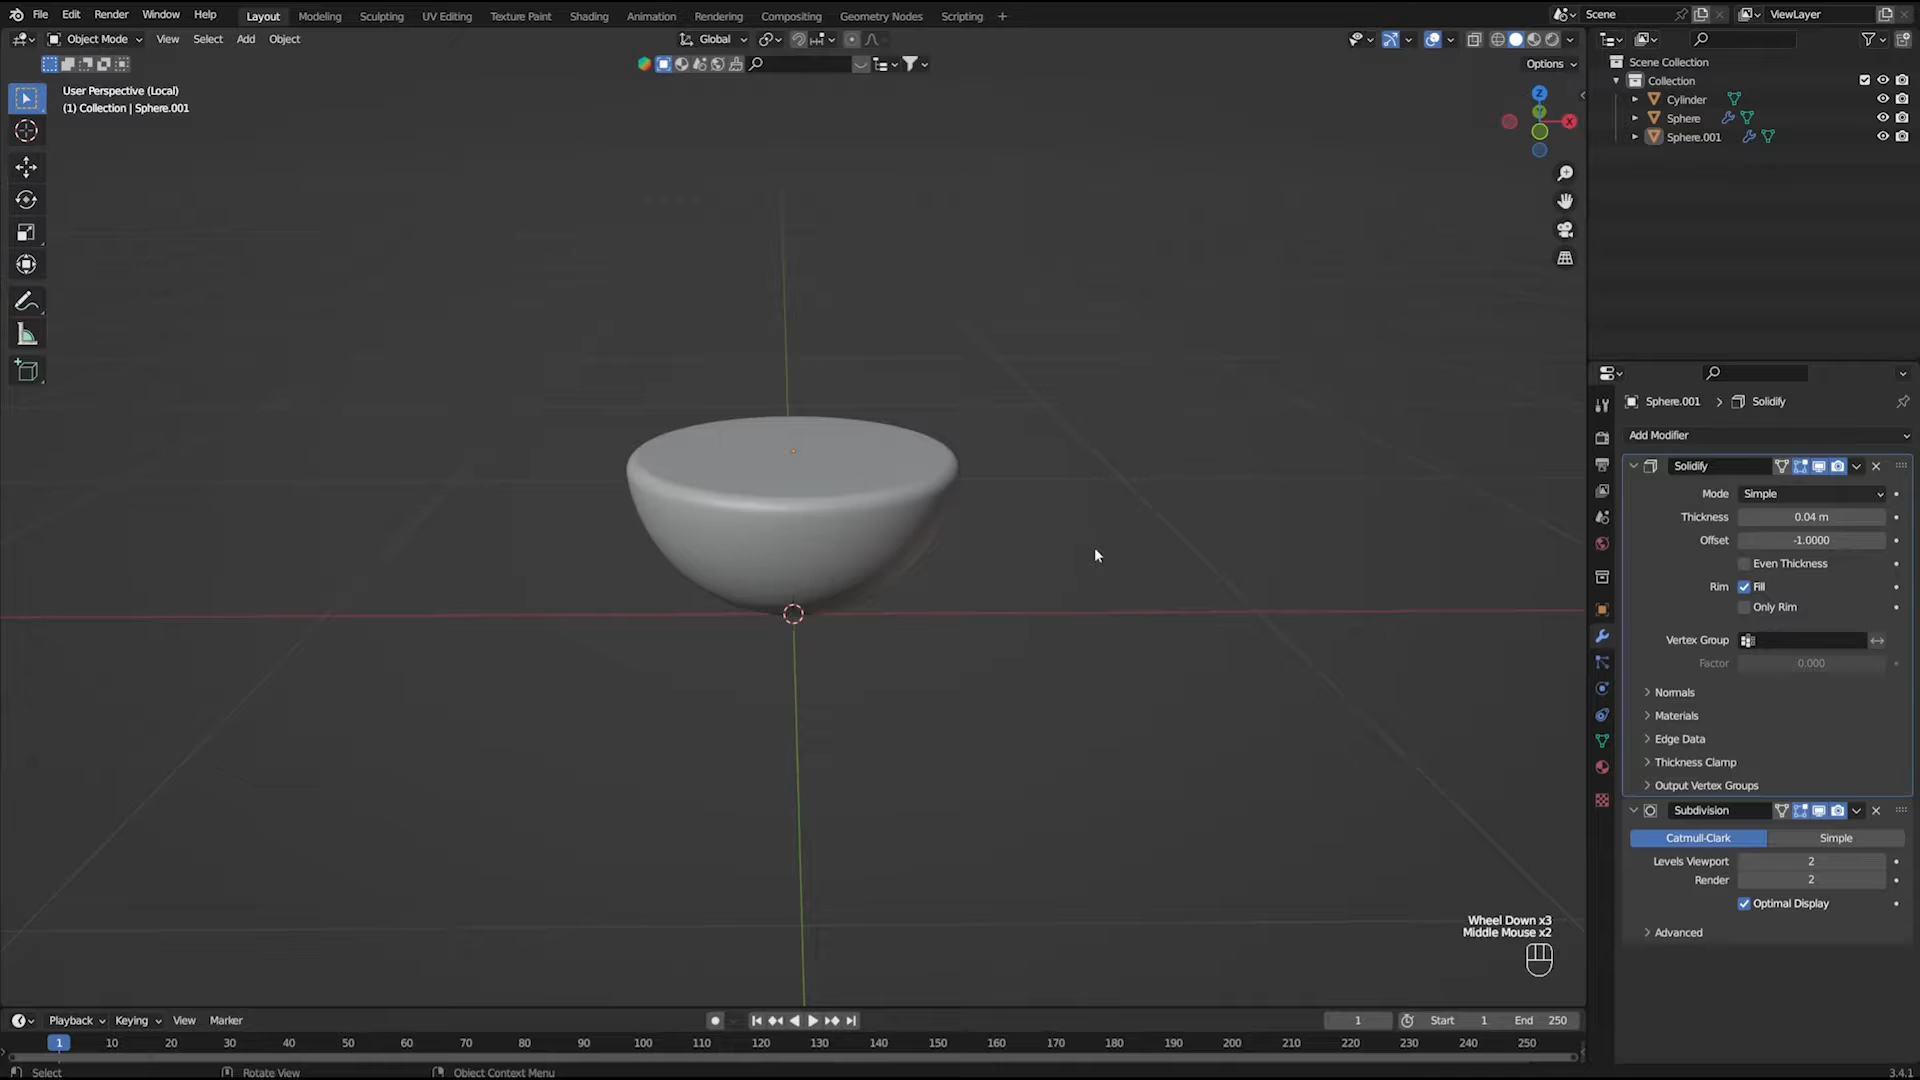 File Edit Render Window Help Layout Modeling Sculpting UV Editing Texture Paint Shading Animation Rendering Compositing Geometry Nodes Scripting + Scene ViewLayer
Object Mode View Select Add Object Global
Options
User Perspective (Local)
(1) Collection | Sphere.001
Z
X
Scene Collection
Collection
Cylinder
Sphere
Sphere.001
Sphere.001 > Solidify
Add Modifier
Solidify
Mode Simple
Thickness 0.04 m
Offset -1.0000
Even Thickness
Rim Fill
Only Rim
Vertex Group
Factor 0.000
Normals
Materials
Edge Data
Thickness Clamp
Output Vertex Groups
Subdivision
Catmull-Clark Simple
Levels Viewport 2
Render 2
Optimal Display
Advanced
Wheel Down x3
Middle Mouse x2
Playback Keying View Marker 1 Start 1 End 250
1 10 20 30 40 50 60 70 80 90 100 110 120 130 140 150 160 170 180 190 200 210 220 230 240 250
Select Rotate View Object Context Menu 3.4.1